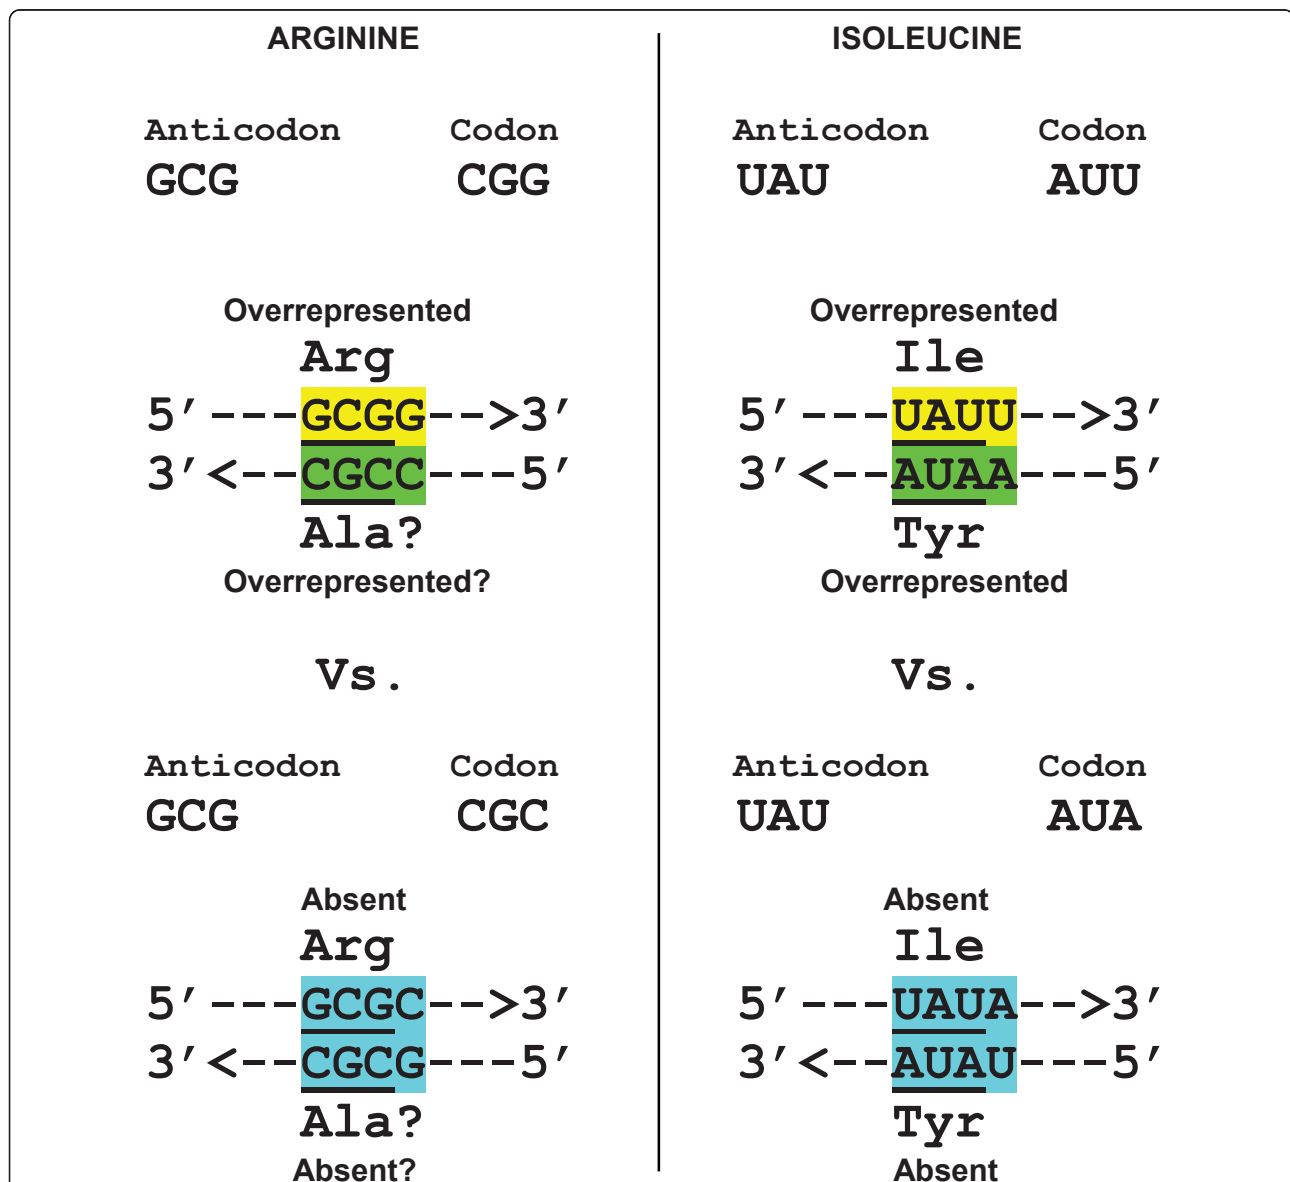 ARGININE
Anticodon Codon
GCG CGG
Overrepresented
Arg
5′---GCGG-->3′
3′<--CGCC---5′
Ala?
Overrepresented?
Vs.
Anticodon Codon
GCG CGC
Absent
Arg
5′---GCGC-->3′
3′<--CGCG---5′
Ala?
Absent?
ISOLEUCINE
Anticodon Codon
UAU AUU
Overrepresented
Ile
5′---UAUU-->3′
3′<--AUAA---5′
Tyr
Overrepresented
Vs.
Anticodon Codon
UAU AUA
Absent
Ile
5′---UAUA-->3′
3′<--AUAU---5′
Tyr
Absent